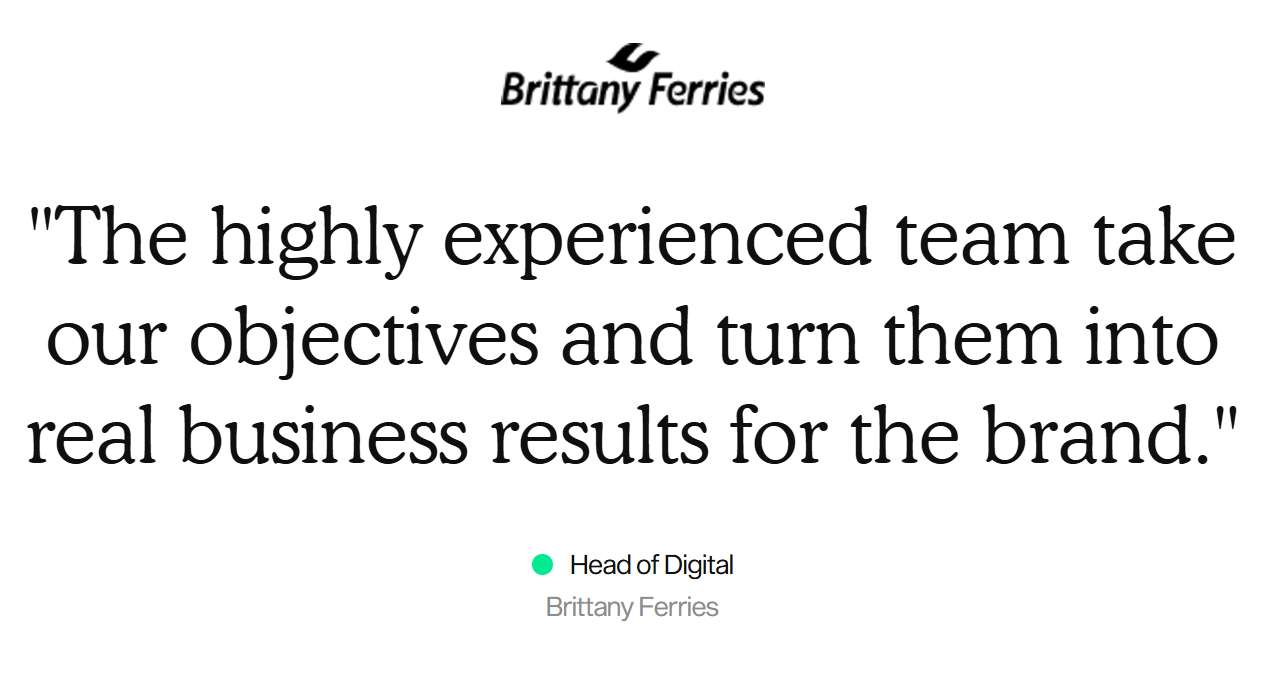 Brittany Ferries
"The highly experienced team take
our objectives and turn them into
real business results for the brand."
Head of Digital
Brittany Ferries